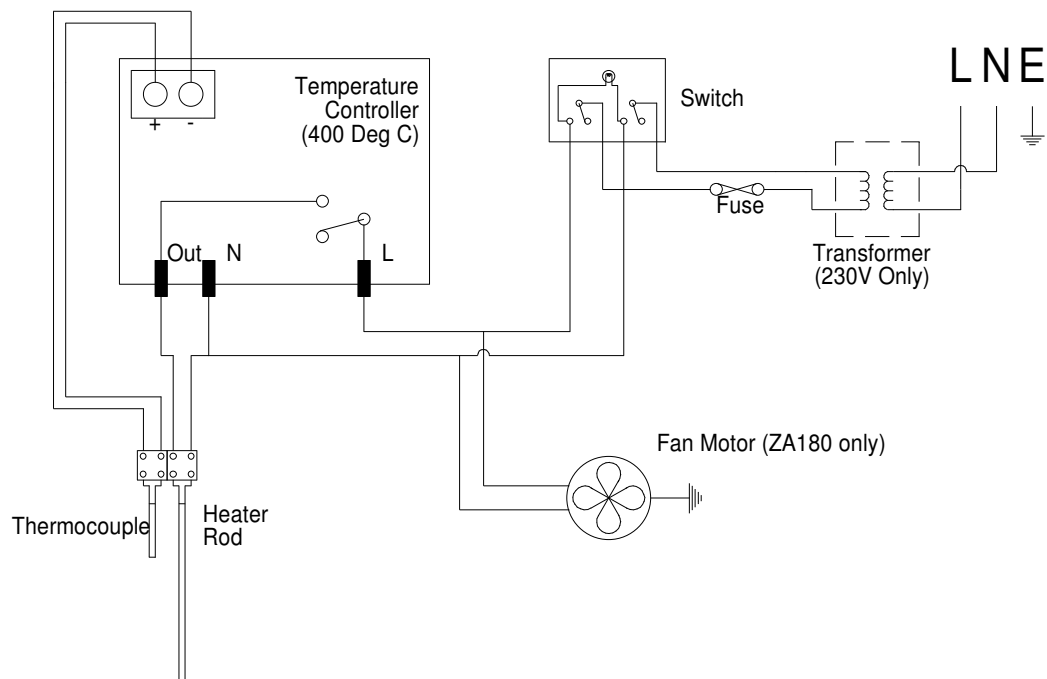 L N E
Temperature
Controller
(400 Deg C)
+ -
Switch
Fuse
Out N L
Transformer
(230V Only)
Fan Motor (ZA180 only)
Thermocouple
Heater
Rod